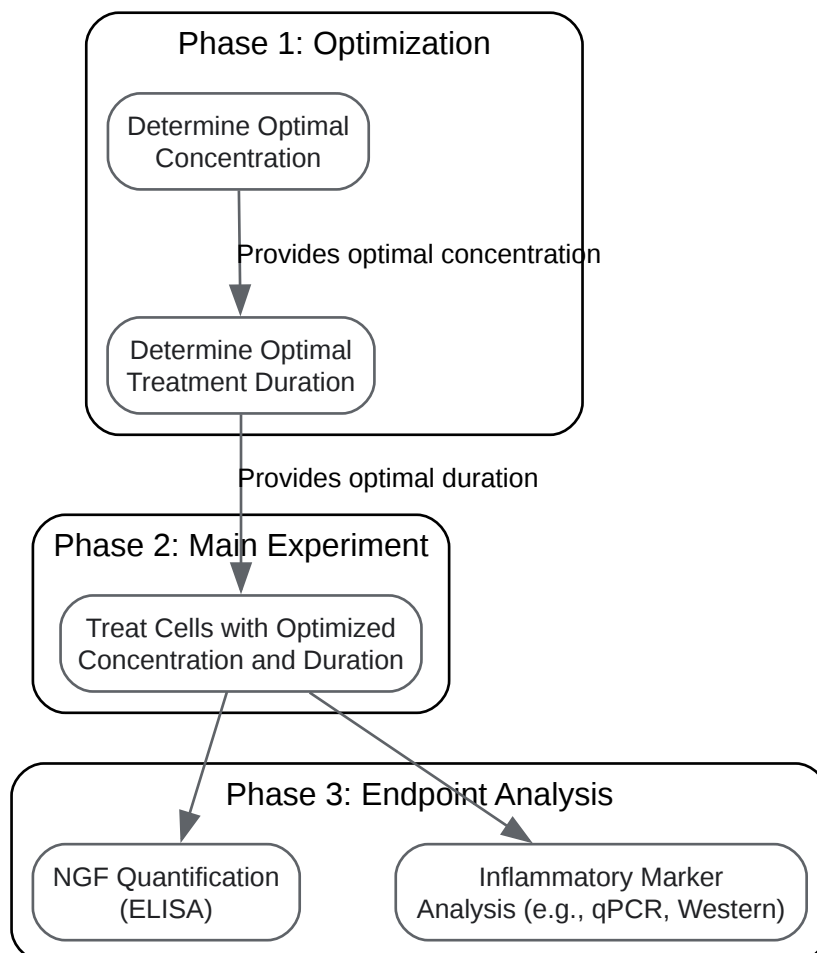 Phase 1: Optimization
Determine Optimal
Concentration
Provides optimal concentration
Determine Optimal
Treatment Duration
Provides optimal duration
Phase 2: Main Experiment
Treat Cells with Optimized
Concentration and Duration
Phase 3: Endpoint Analysis
NGF Quantification
(ELISA)
Inflammatory Marker
Analysis (e.g., qPCR, Western)